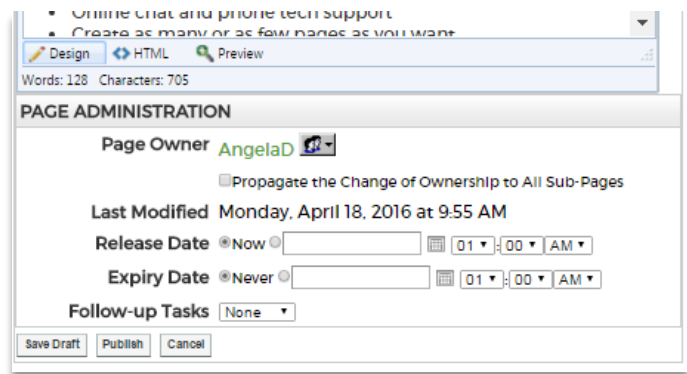 Online chat and phone tech support
Create as many or as few pages as you want
Design HTML Preview
Words: 128 Characters: 705
PAGE ADMINISTRATION
Page Owner AngelaD
Propagate the Change of Ownership to All Sub-Pages
Last Modified Monday, April 18, 2016 at 9:55 AM
Release Date Now 01 : 00 AM
Expiry Date Never 01 : 00 AM
Follow-up Tasks None
Save Draft Publish Cancel